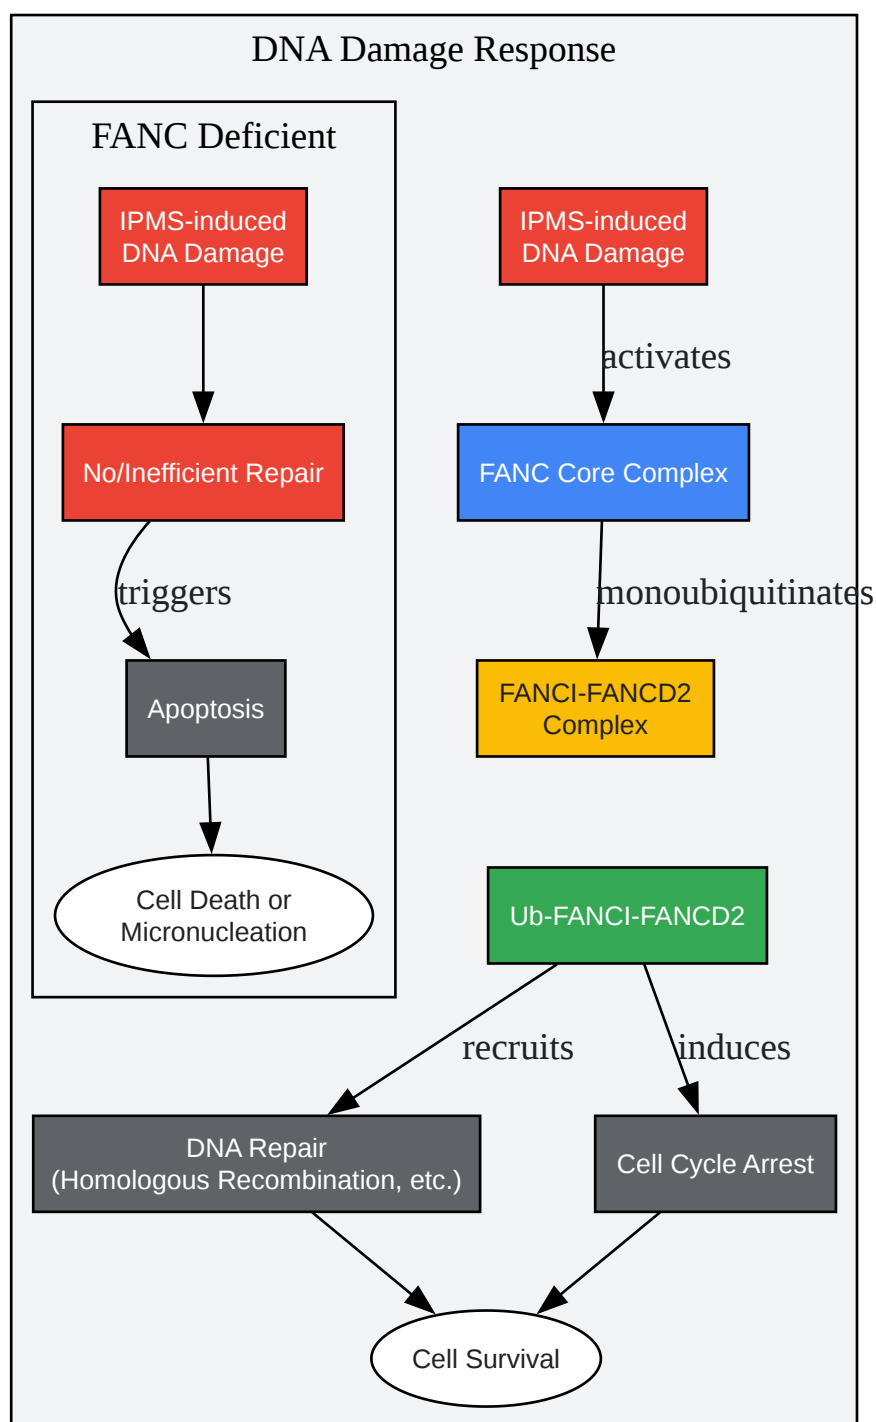 DNA Damage Response
FANC Deficient
IPMS-induced
DNA Damage
No/Inefficient Repair
triggers
Apoptosis
Cell Death or
Micronucleation
IPMS-induced
DNA Damage
activates
FANC Core Complex
monoubiquitinates
FANCI-FANCD2
Complex
Ub-FANCI-FANCD2
recruits
induces
DNA Repair
(Homologous Recombination, etc.)
Cell Cycle Arrest
Cell Survival